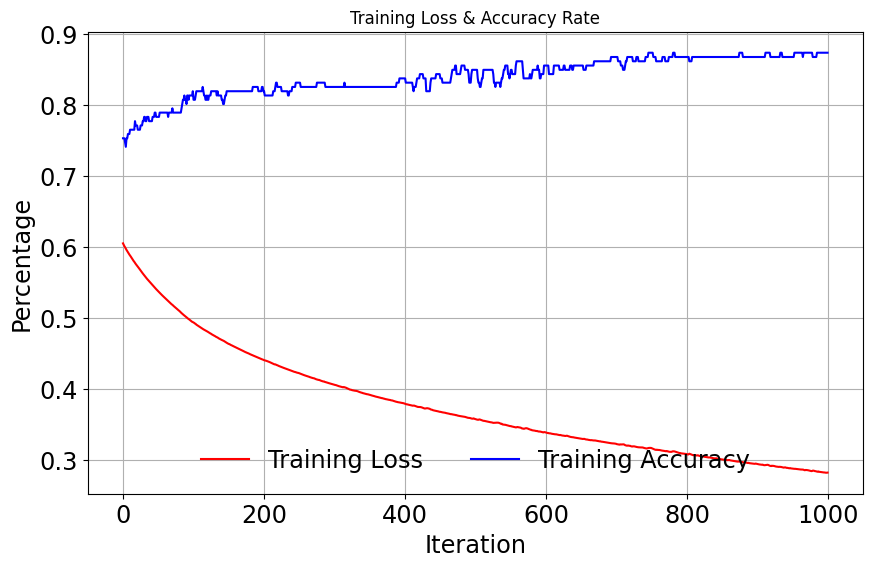 Training Loss & Accuracy Rate
0.9
0.8
0.7
0.6
0.5
0.4
0.3
Percentage
Training Loss
Training Accuracy
0 200 400 600 800 1000
Iteration